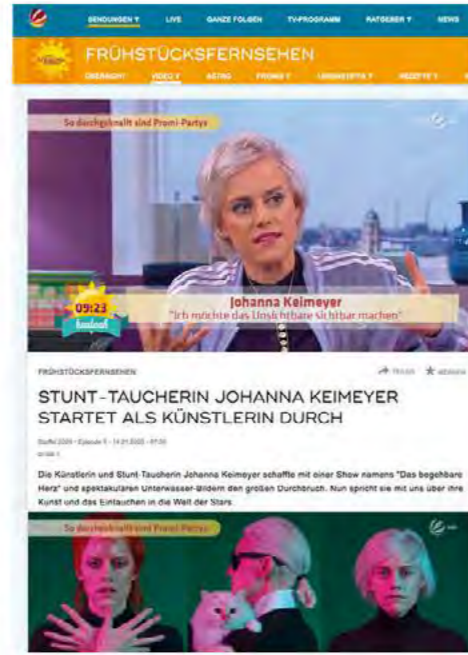 SENDUNGEN LIVE GANZE FOLGEN TV-PROGRAMM RATGEBER NEWS
FRÜHSTÜCKSFERNSEHEN
ÜBERSICHT VIDEO ASTRO PROMIS REZEPTE
So durchgeknallt sind Promi-Partys
09:23
Johanna Keimeyer
"Ich möchte das Unsichtbare sichtbar machen"
FRÜHSTÜCKSFERNSEHEN TEILEN MERKEN
STUNT-TAUCHERIN JOHANNA KEIMEYER
STARTET ALS KÜNSTLERIN DURCH
Die Künstlerin und Stunt-Taucherin Johanna Keimeyer schaffte mit einer Show namens "Das begehbare
Herz" und spektakulären Unterwasser-Bildern den großen Durchbruch. Nun spricht sie mit uns über ihre
Kunst und das Eintauchen in die Welt der Stars.
So durchgeknallt sind Promi-Partys